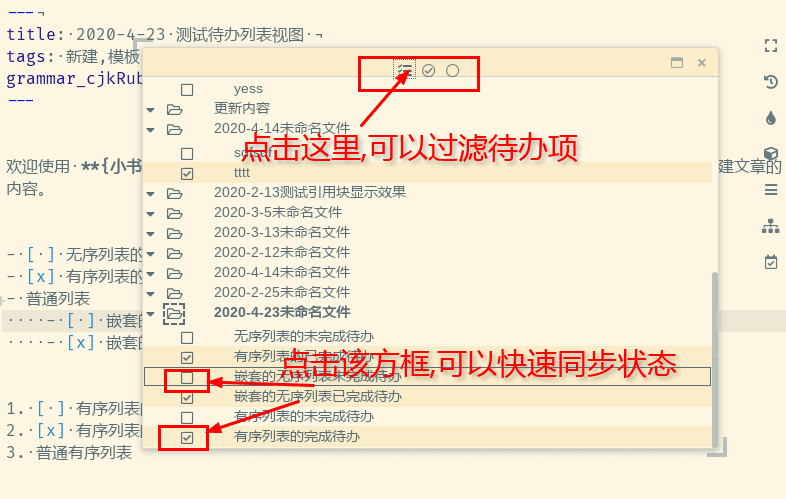 ---
title: 2020-4-23 测试待办列表视图
tags: 新建,模板
grammar_cjkRub
---
欢迎使用 **{小书
建文章的
内容。
- [ ] 无序列表的
- [x] 有序列表的
- 普通列表
- [ ] 嵌套的
- [x] 嵌套的
1. [ ] 有序列表的
2. [x] 有序列表的
3. 普通有序列表
yess
更新内容
2020-4-14未命名文件
点击这里,可以过滤待办项
tttt
2020-2-13测试引用块显示效果
2020-3-5未命名文件
2020-3-13未命名文件
2020-2-12未命名文件
2020-4-14未命名文件
2020-2-25未命名文件
2020-4-23未命名文件
无序列表的未完成待办
有序列表的已完成待办
点击该方框,可以快速同步状态
嵌套的无序列表未完成待办
嵌套的无序列表已完成待办
有序列表的未完成待办
有序列表的完成待办